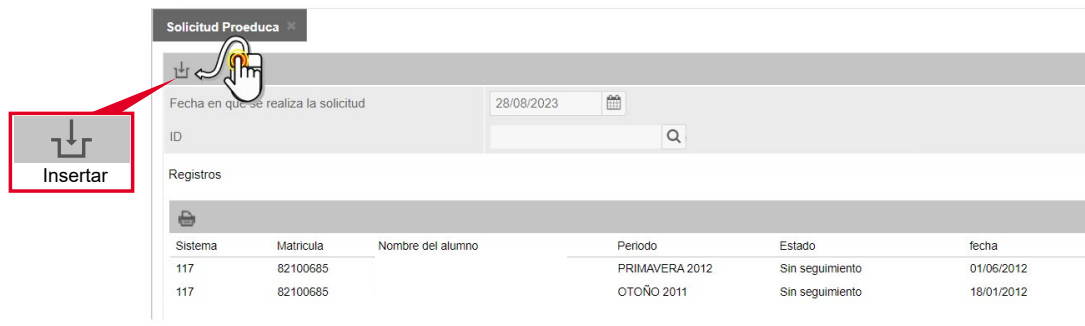 Solicitud Proeduca ×
Fecha en que se realiza la solicitud 28/08/2023
ID
Insertar
Registros
Sistema Matricula Nombre del alumno Periodo Estado fecha
117 82100685 PRIMAVERA 2012 Sin seguimiento 01/06/2012
117 82100685 OTOÑO 2011 Sin seguimiento 18/01/2012